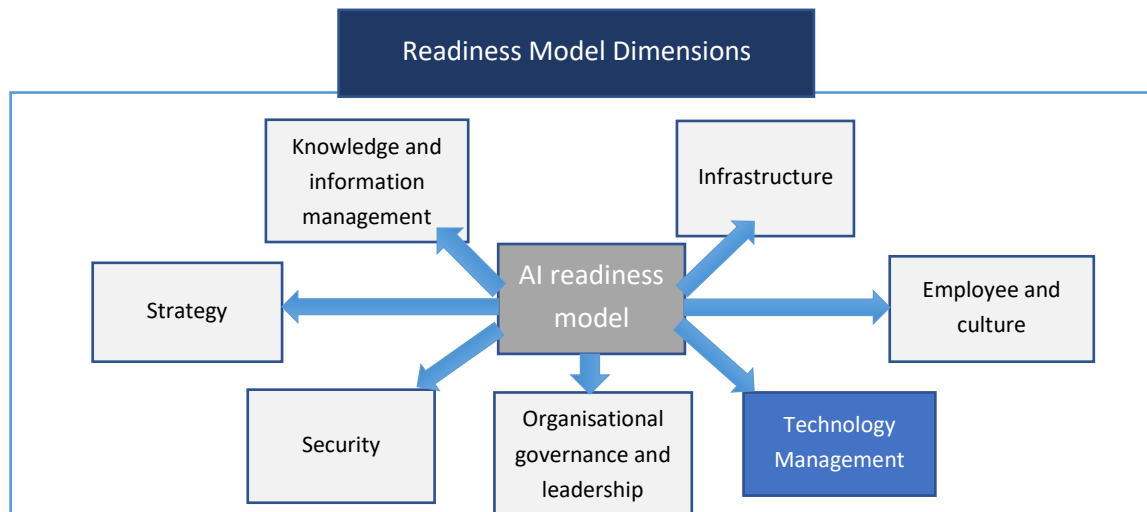 Readiness Model Dimensions
Knowledge and
information
management
Infrastructure
AI readiness
model
Strategy
Employee and
culture
Security
Organisational
governance and
leadership
Technology
Management